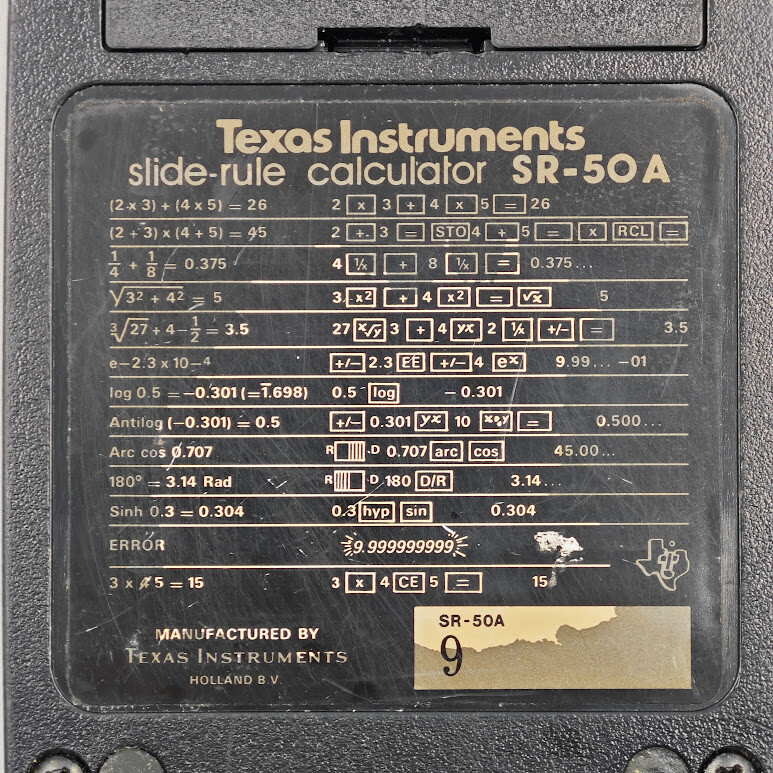 Texas Instruments
slide-rule calculator SR-50A
(2 x 3) + (4 x 5) = 26 2 x 3 + 4 x 5 = 26
(2 + 3) x (4 + 5) = 45 2 + 3 = STO 4 + 5 = x RCL =
1/4 + 1/8 = 0.375 4 1/x + 8 1/x = 0.375...
√3² + 4² = 5 3 x² + 4 x² = √x 5
³√27 + 4-½ = 3.5 27 ˣ√y 3 + 4 yˣ 2 1/x +/- = 3.5
e-2.3 x 10-4 +/- 2.3 EE +/- 4 eˣ 9.99... -01
log 0.5 = -0.301 (= 1̄.698) 0.5 log - 0.301
Antilog (-0.301) = 0.5 +/- 0.301 yˣ 10 x↔y = 0.500...
Arc cos 0.707 R D 0.707 arc cos 45.00...
180° = 3.14 Rad R D 180 D/R 3.14...
Sinh 0.3 = 0.304 0.3 hyp sin 0.304
ERROR 9.999999999
3 x 4 5 = 15 3 x 4 CE 5 = 15
MANUFACTURED BY
TEXAS INSTRUMENTS
HOLLAND B.V.
SR-50A
9